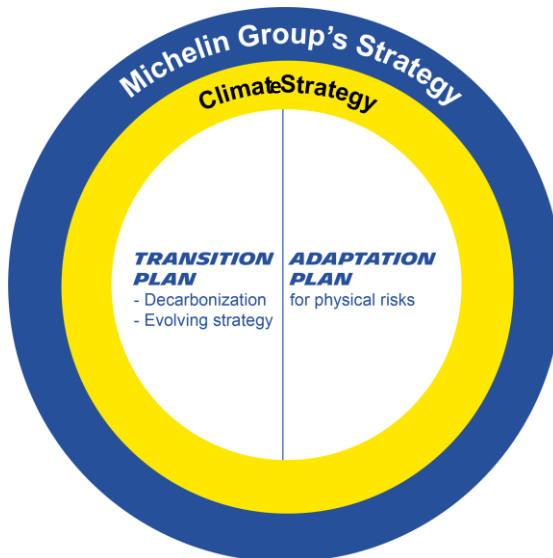 Michelin Group's Strategy
ClimateStrategy
TRANSITION
PLAN
- Decarbonization
- Evolving strategy
ADAPTATION
PLAN
for physical risks